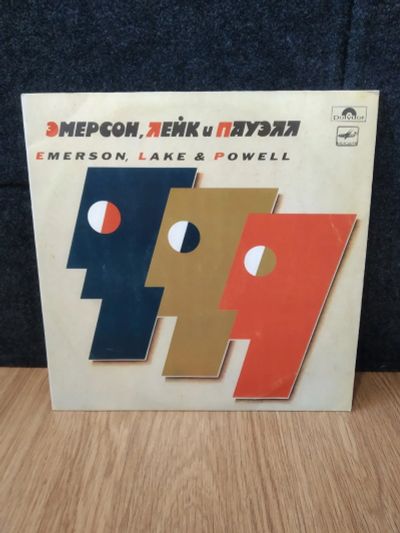 Эмерсон, Лейк и Пауэлл
Emerson, Lake & Powell
Polydor